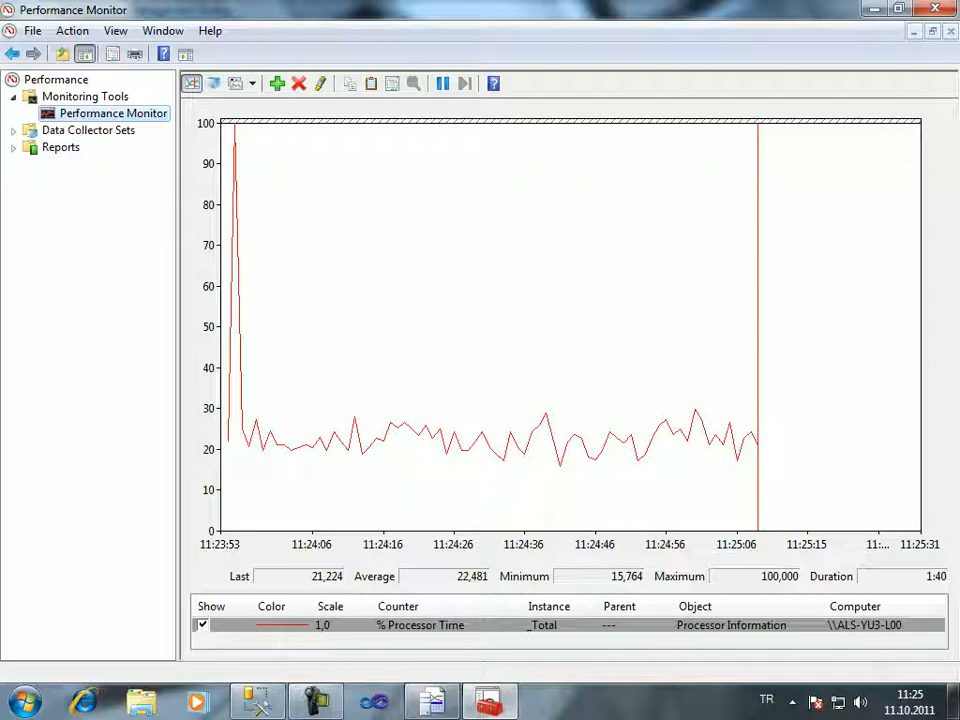 Performance Monitor
File Action View Window Help
Performance
Monitoring Tools
Performance Monitor
Data Collector Sets
Reports
100
90
80
70
60
50
40
30
20
10
0
11:23:53 11:24:06 11:24:16 11:24:26 11:24:36 11:24:46 11:24:56 11:25:06 11:25:15 11:... 11:25:31
Last 21,224 Average 22,481 Minimum 15,764 Maximum 100,000 Duration 1:40
Show Color Scale Counter Instance Parent Object Computer
1,0 % Processor Time _Total --- Processor Information \\ALS-YU3-L00
TR 11:25
11.10.2011